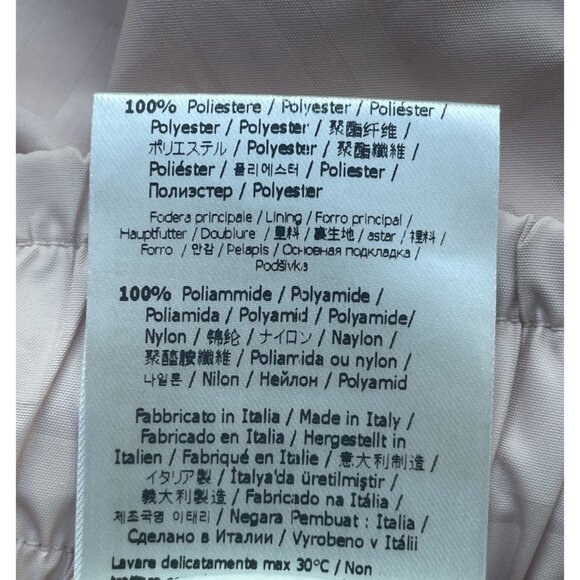 100% Poliestere / Polyester / Poliéster /
Polyester / Polyester / 聚酯纤维 /
ポリエステル / Polyester / 聚酯纖維 /
Poliéster / 폴리에스터 / Poliester /
Полиэстер / Polyester
Fodera principale / Lining / Forro principal /
Hauptfutter / Doublure / 里料 / 裏生地 / astar / 裡料 /
Forro / 안감 / Pelapis / Основная подкладка /
Podšívka
100% Poliammide / Polyamide /
Poliamida / Polyamid / Polyamide/
Nylon / 锦纶 / ナイロン / Naylon /
聚醯胺纖維 / Poliamida ou nylon /
나일론 / Nilon / Нейлон / Polyamid
Fabbricato in Italia / Made in Italy /
Fabricado en Italia / Hergestellt in
Italien / Fabriqué en Italie / 意大利制造 /
イタリア製 / İtalya'da üretilmiştir /
義大利製造 / Fabricado na Itália /
제조국명 이태리 / Negara Pembuat : Italia /
Сделано в Италии / Vyrobeno v Itálii
Lavare delicatamente max 30°C / Non